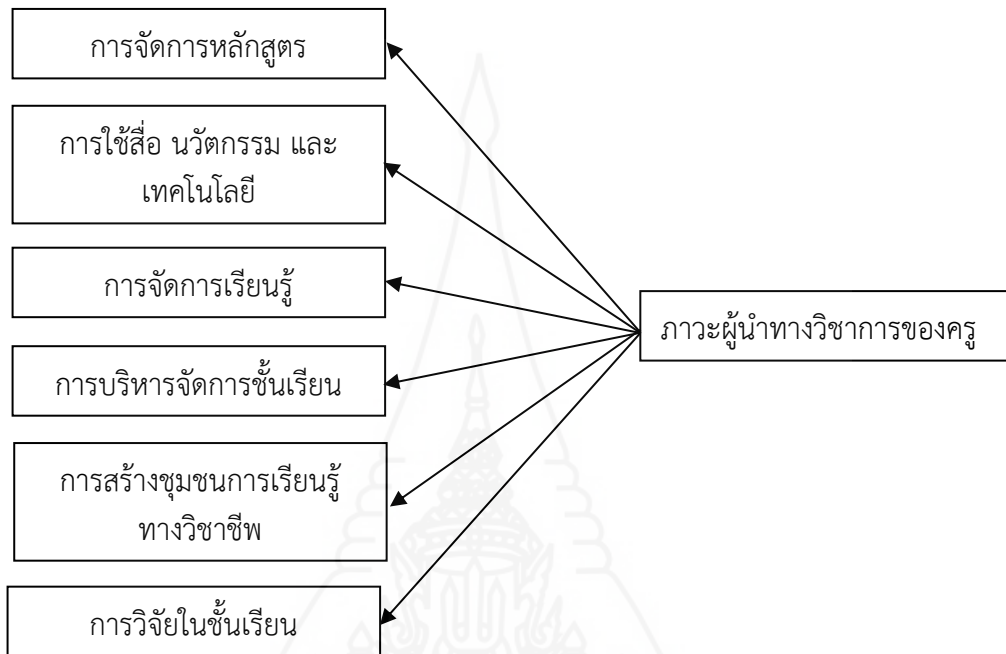 การจัดการหลักสูตร
การใช้สื่อ นวัตกรรม และ
เทคโนโลยี
การจัดการเรียนรู้
การบริหารจัดการชั้นเรียน
การสร้างชุมชนการเรียนรู้
ทางวิชาชีพ
การวิจัยในชั้นเรียน
ภาวะผู้นำทางวิชาการของครู